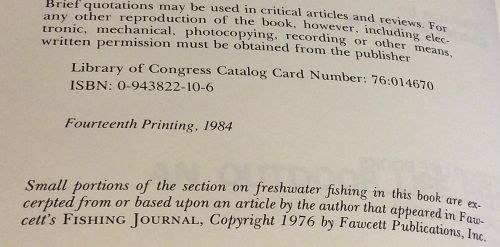 Brief quotations may be used in critical articles and reviews. For
any other reproduction of the book, however, including elec-
tronic, mechanical, photocopying, recording or other means,
written permission must be obtained from the publisher
Library of Congress Catalog Card Number: 76:014670
ISBN: 0-943822-10-6
Fourteenth Printing, 1984
Small portions of the section on freshwater fishing in this book are ex-
cerpted from or based upon an article by the author that appeared in Faw-
cett's FISHING JOURNAL, Copyright 1976 by Fawcett Publications, Inc.